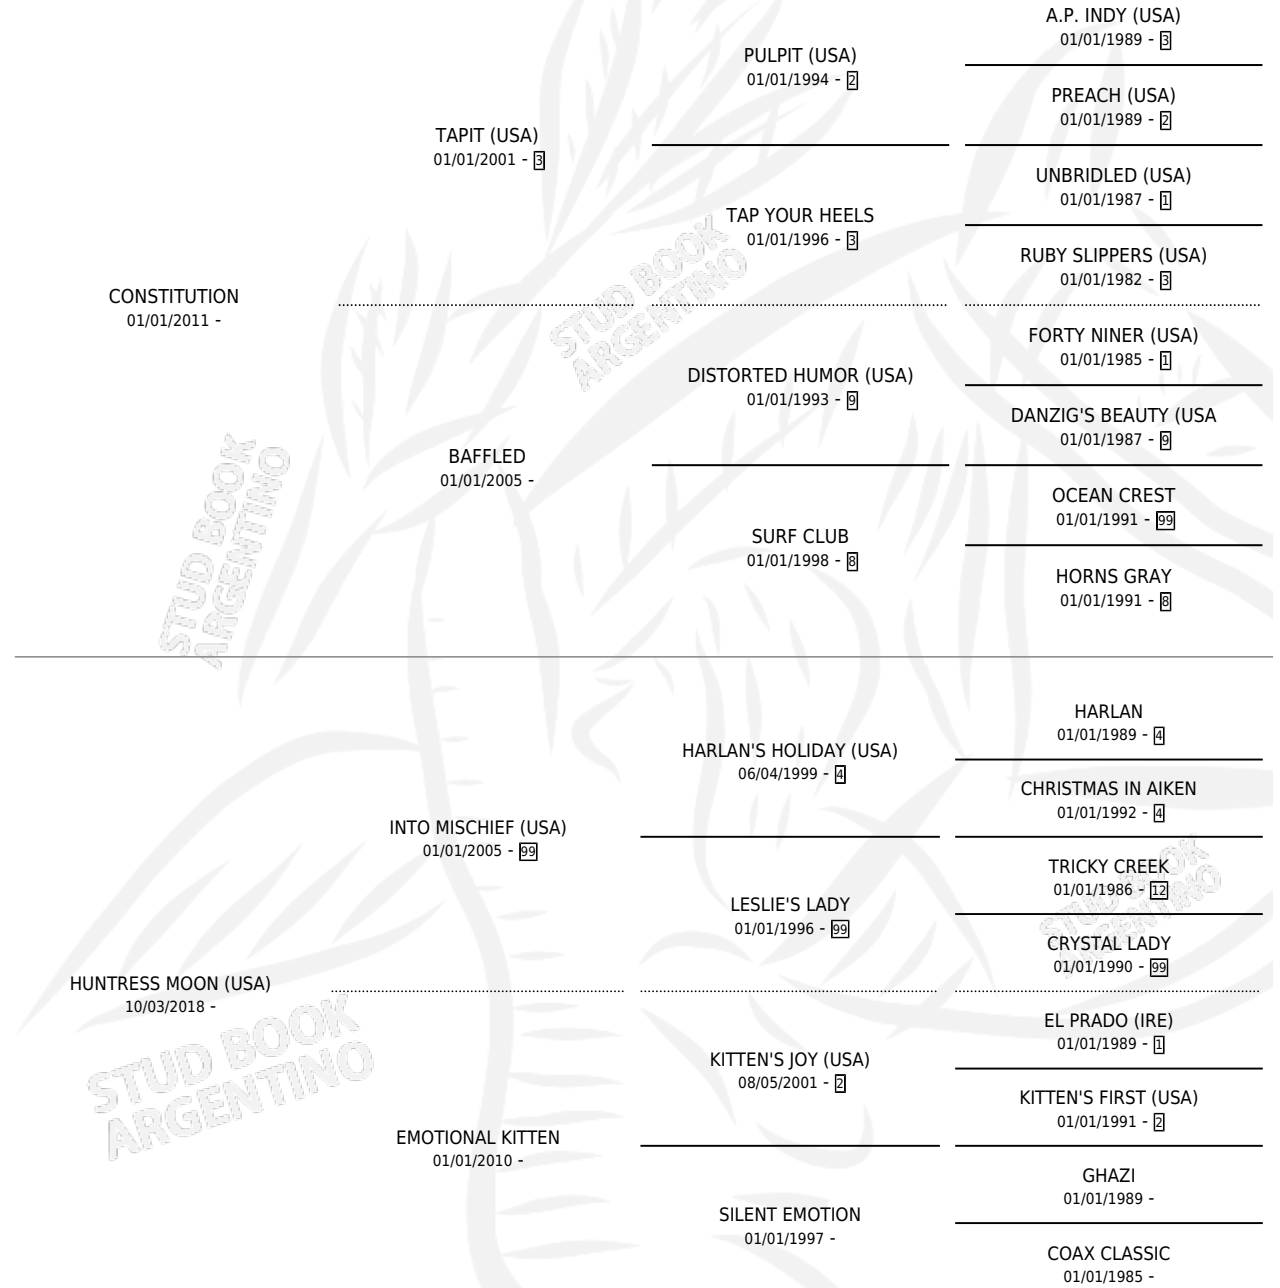 A.P. INDY (USA)
01/01/1989 - 3
PULPIT (USA)
01/01/1994 - 2
PREACH (USA)
01/01/1989 - 2
TAPIT (USA)
01/01/2001 - 3
UNBRIDLED (USA)
01/01/1987 - 1
TAP YOUR HEELS
01/01/1996 - 3
RUBY SLIPPERS (USA)
01/01/1982 - 3
CONSTITUTION
01/01/2011 -
FORTY NINER (USA)
01/01/1985 - 1
DISTORTED HUMOR (USA)
01/01/1993 - 9
DANZIG'S BEAUTY (USA
01/01/1987 - 9
BAFFLED
01/01/2005 -
OCEAN CREST
01/01/1991 - 99
SURF CLUB
01/01/1998 - 8
HORNS GRAY
01/01/1991 - 8
HARLAN
01/01/1989 - 4
HARLAN'S HOLIDAY (USA)
06/04/1999 - 4
CHRISTMAS IN AIKEN
01/01/1992 - 4
INTO MISCHIEF (USA)
01/01/2005 - 99
TRICKY CREEK
01/01/1986 - 12
LESLIE'S LADY
01/01/1996 - 99
CRYSTAL LADY
01/01/1990 - 99
HUNTRESS MOON (USA)
10/03/2018 -
EL PRADO (IRE)
01/01/1989 - 1
KITTEN'S JOY (USA)
08/05/2001 - 2
KITTEN'S FIRST (USA)
01/01/1991 - 2
EMOTIONAL KITTEN
01/01/2010 -
GHAZI
01/01/1989 -
SILENT EMOTION
01/01/1997 -
COAX CLASSIC
01/01/1985 -
STUD BOOK
ARGENTINO
STUD BOOK
ARGENTINO
STUD BOOK
ARGENTINO
STUD BOOK
ARGENTINO